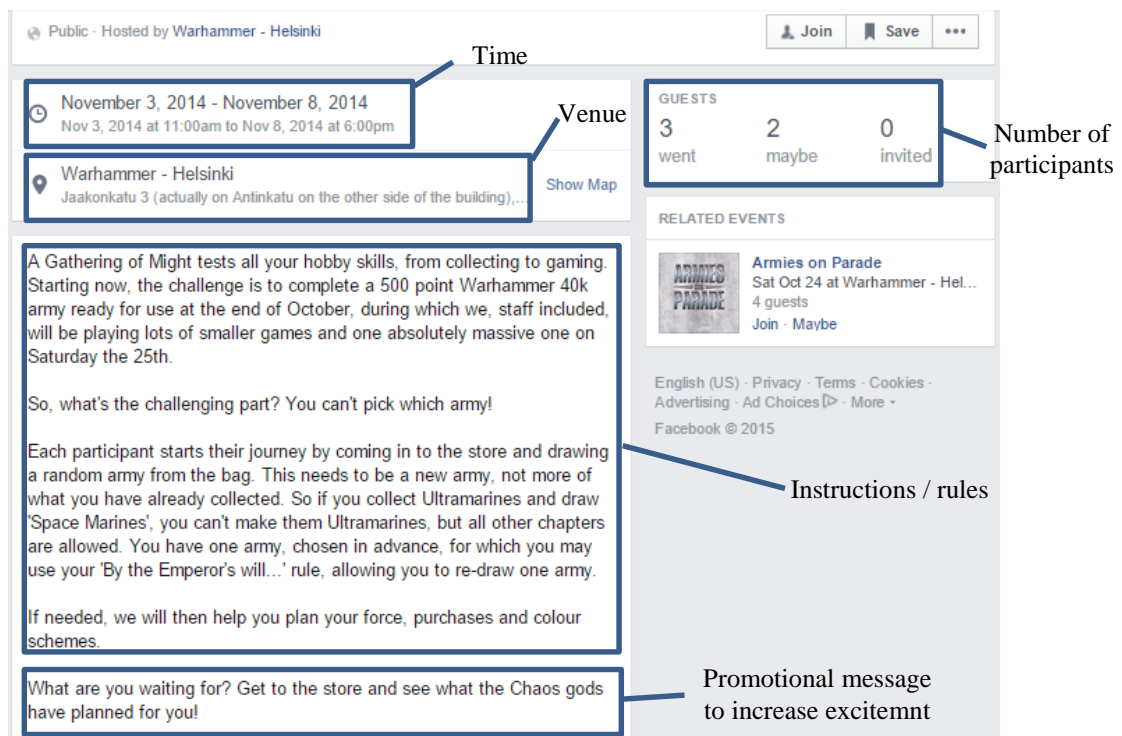 Public · Hosted by Warhammer - Helsinki
Join
Save
Time
November 3, 2014 - November 8, 2014
Nov 3, 2014 at 11:00am to Nov 8, 2014 at 6:00pm
Venue
Warhammer - Helsinki
Jaakonkatu 3 (actually on Antinkatu on the other side of the building),...
Show Map
GUESTS
3 2 0
went maybe invited
Number of
participants
RELATED EVENTS
ARMIES
ON
PARADE
Armies on Parade
Sat Oct 24 at Warhammer - Hel...
4 guests
Join · Maybe
English (US) · Privacy · Terms · Cookies ·
Advertising · Ad Choices · More
Facebook © 2015
A Gathering of Might tests all your hobby skills, from collecting to gaming.
Starting now, the challenge is to complete a 500 point Warhammer 40k
army ready for use at the end of October, during which we, staff included,
will be playing lots of smaller games and one absolutely massive one on
Saturday the 25th.
So, what's the challenging part? You can't pick which army!
Each participant starts their journey by coming in to the store and drawing
a random army from the bag. This needs to be a new army, not more of
what you have already collected. So if you collect Ultramarines and draw
'Space Marines', you can't make them Ultramarines, but all other chapters
are allowed. You have one army, chosen in advance, for which you may
use your 'By the Emperor's will...' rule, allowing you to re-draw one army.
If needed, we will then help you plan your force, purchases and colour
schemes.
Instructions / rules
What are you waiting for? Get to the store and see what the Chaos gods
have planned for you!
Promotional message
to increase excitemnt